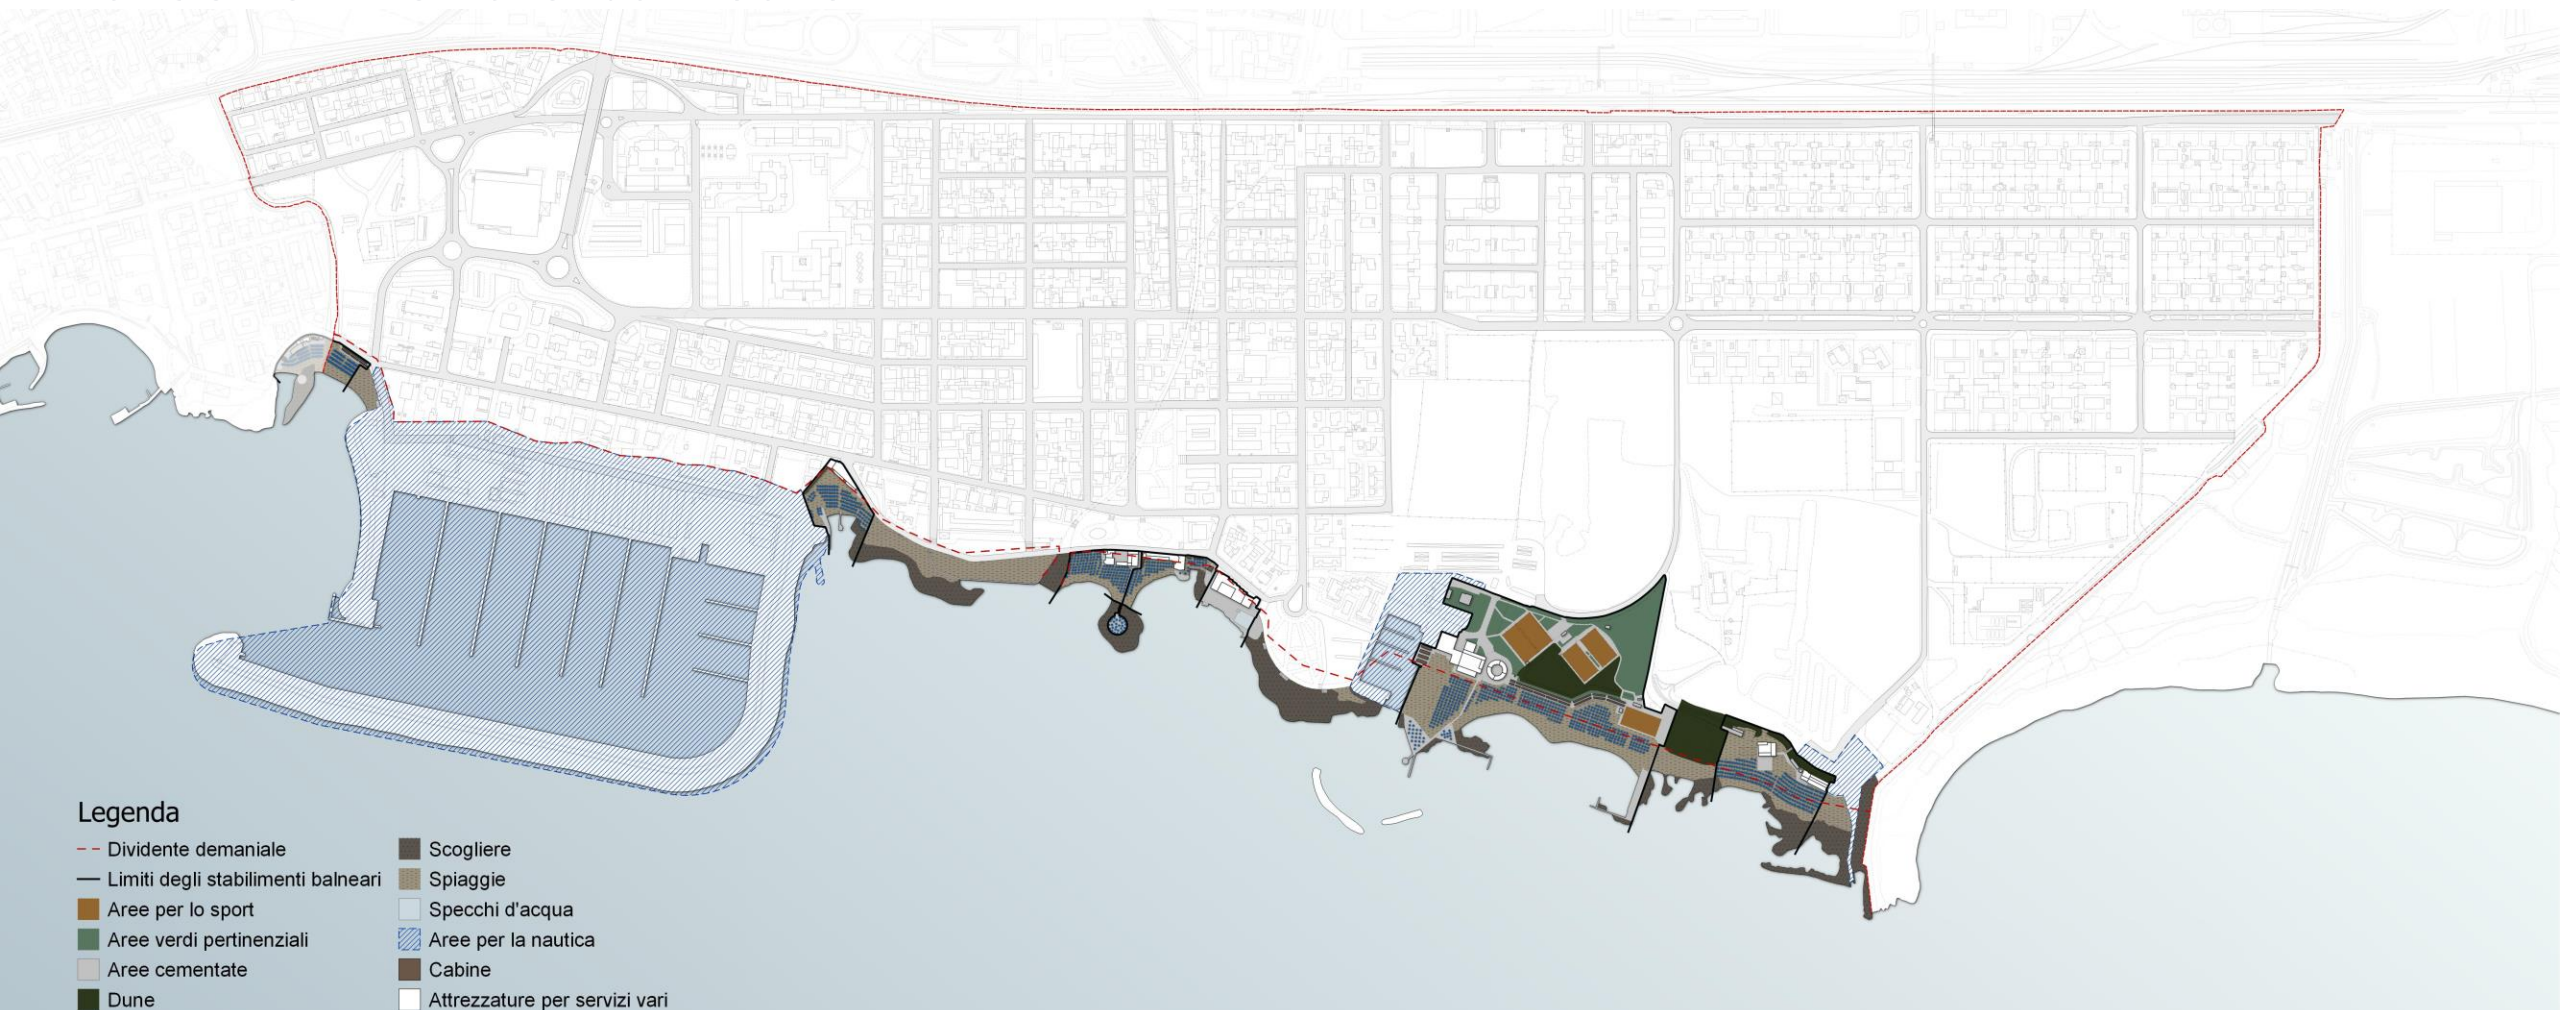 Legenda
Dividente demaniale
Limiti degli stabilimenti balneari
Aree per lo sport
Aree verdi pertinenziali
Aree cementate
Dune
Scogliere
Spiaggie
Specchi d'acqua
Aree per la nautica
Cabine
Attrezzature per servizi vari